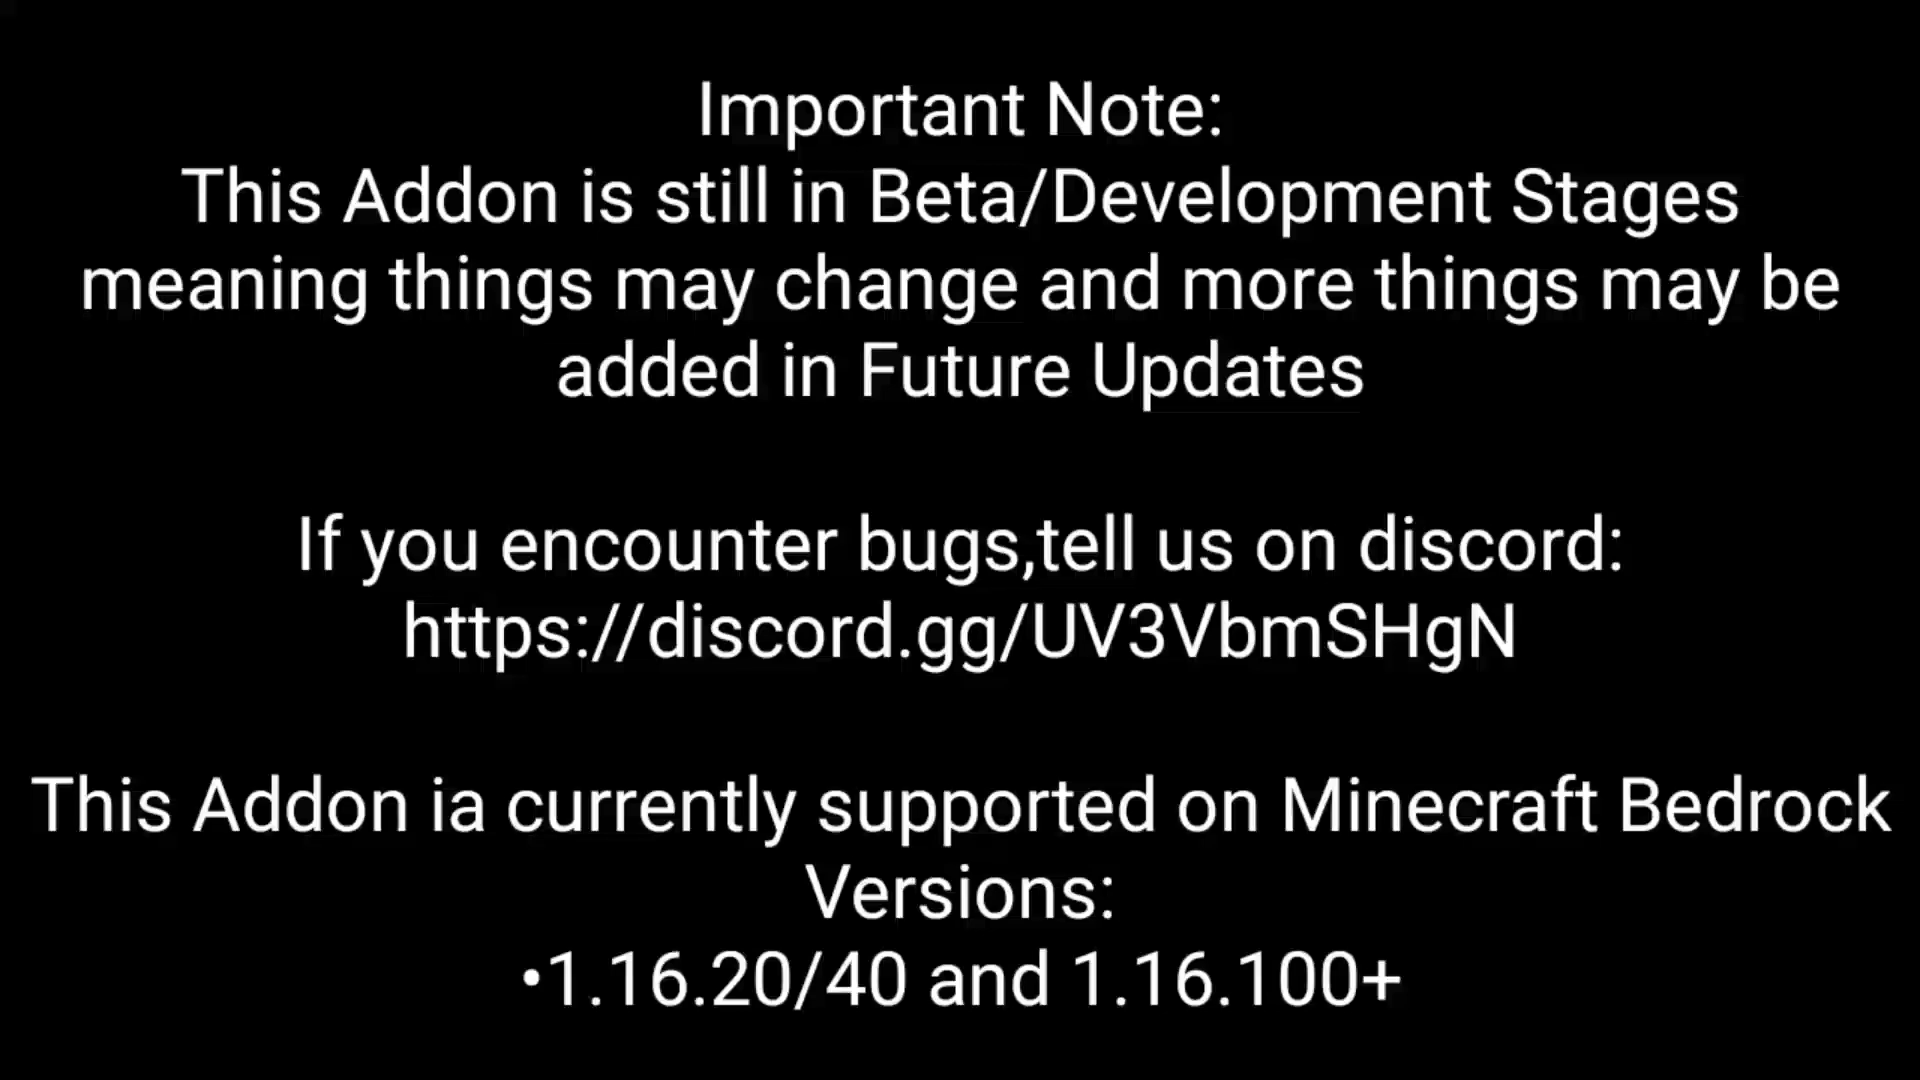 Important Note:
This Addon is still in Beta/Development Stages
meaning things may change and more things may be
added in Future Updates
If you encounter bugs,tell us on discord:
https://discord.gg/UV3VbmSHgN
This Addon ia currently supported on Minecraft Bedrock
Versions:
•1.16.20/40 and 1.16.100+